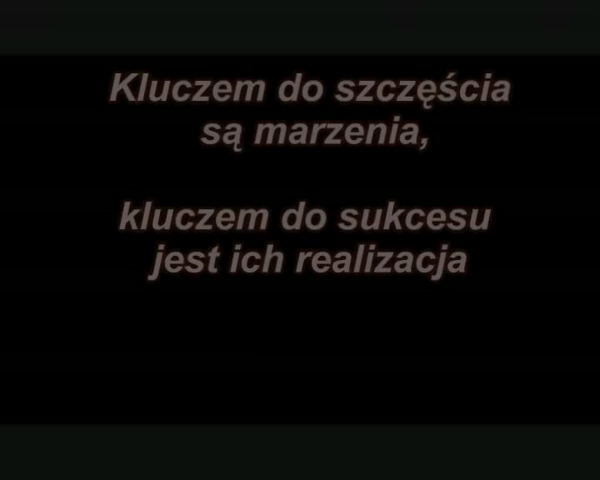 Kluczem do szczęścia
są marzenia,
kluczem do sukcesu
jest ich realizacja